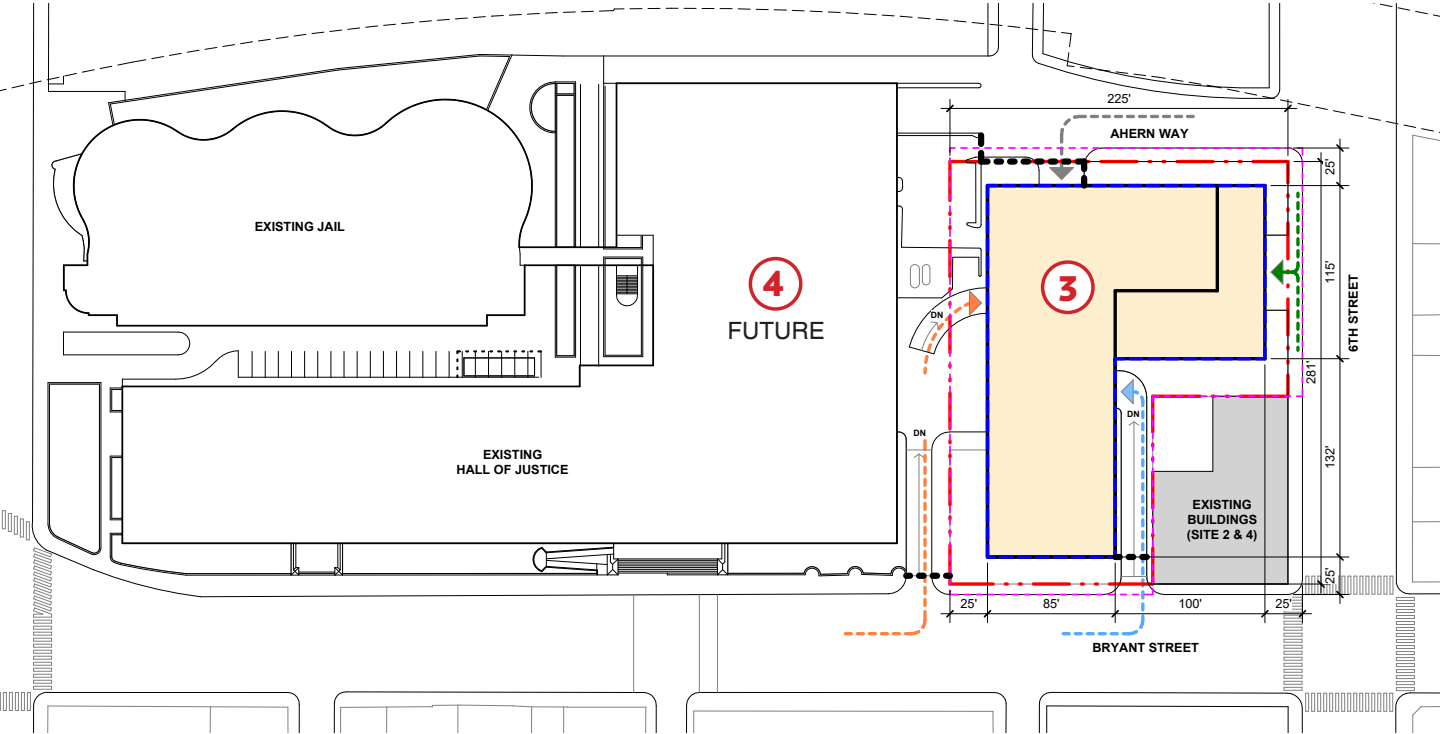 225'
AHERN WAY
25'
EXISTING JAIL
4
FUTURE
3
115'
6TH STREET
DN
281'
DN
DN
EXISTING
HALL OF JUSTICE
132'
EXISTING
BUILDINGS
(SITE 2 & 4)
25'
25'
85'
100'
25'
BRYANT STREET